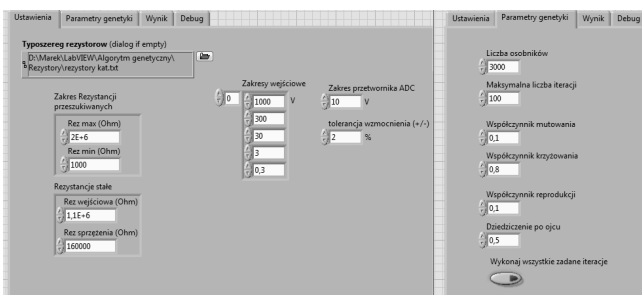 Ustawienia Parametry genetyki Wynik Debug
Typoszereg rezystorow (dialog if empty)
D:\Marek\LabVIEW\Algorytm genetyczny\
Rezystory\rezystory kat.txt
Zakres Rezystancji
przeszukiwanych
Rez max (Ohm)
2E+6
Rez min (Ohm)
1000
Rezystancje stałe
Rez wejściowa (Ohm)
1,1E+6
Rez sprzężenia (Ohm)
160000
Zakresy wejściowe
0
1000 V
300
30
3
0,3
Zakres przetwornika ADC
10 V
tolerancja wzmocnienia (+/-)
2 %
Ustawienia Parametry genetyki Wynik Debug
Liczba osobników
3000
Maksymalna liczba iteracji
100
Współczynnik mutowania
0,1
Współczynnik krzyżowania
0,8
Współczynnik reprodukcji
0,1
Dziedziczenie po ojcu
0,5
Wykonaj wszystkie zadane iteracje